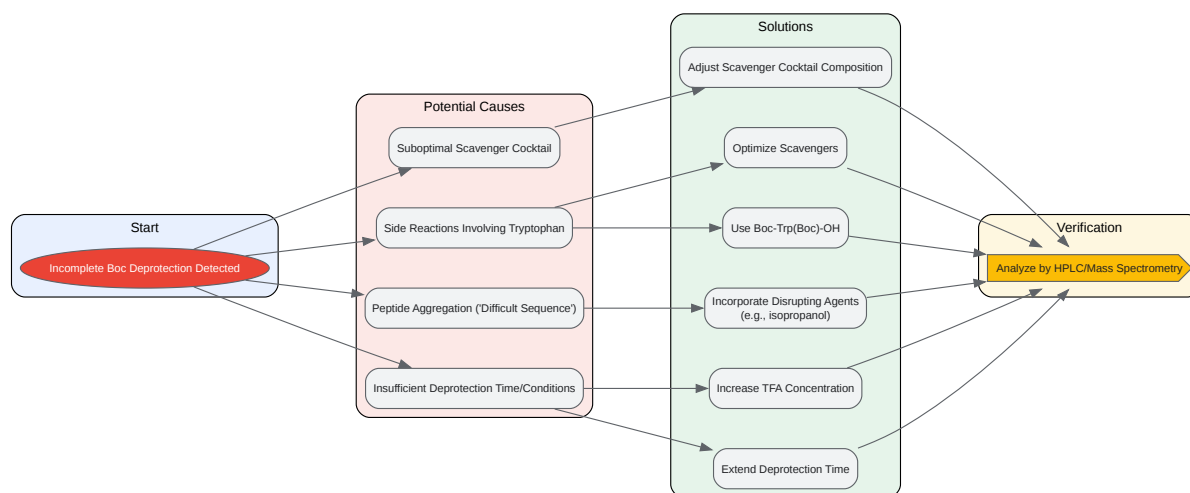 Start
Incomplete Boc Deprotection Detected
Potential Causes
Suboptimal Scavenger Cocktail
Side Reactions Involving Tryptophan
Peptide Aggregation ('Difficult Sequence')
Insufficient Deprotection Time/Conditions
Solutions
Adjust Scavenger Cocktail Composition
Optimize Scavengers
Use Boc-Trp(Boc)-OH
Incorporate Disrupting Agents
(e.g., isopropanol)
Increase TFA Concentration
Extend Deprotection Time
Verification
Analyze by HPLC/Mass Spectrometry